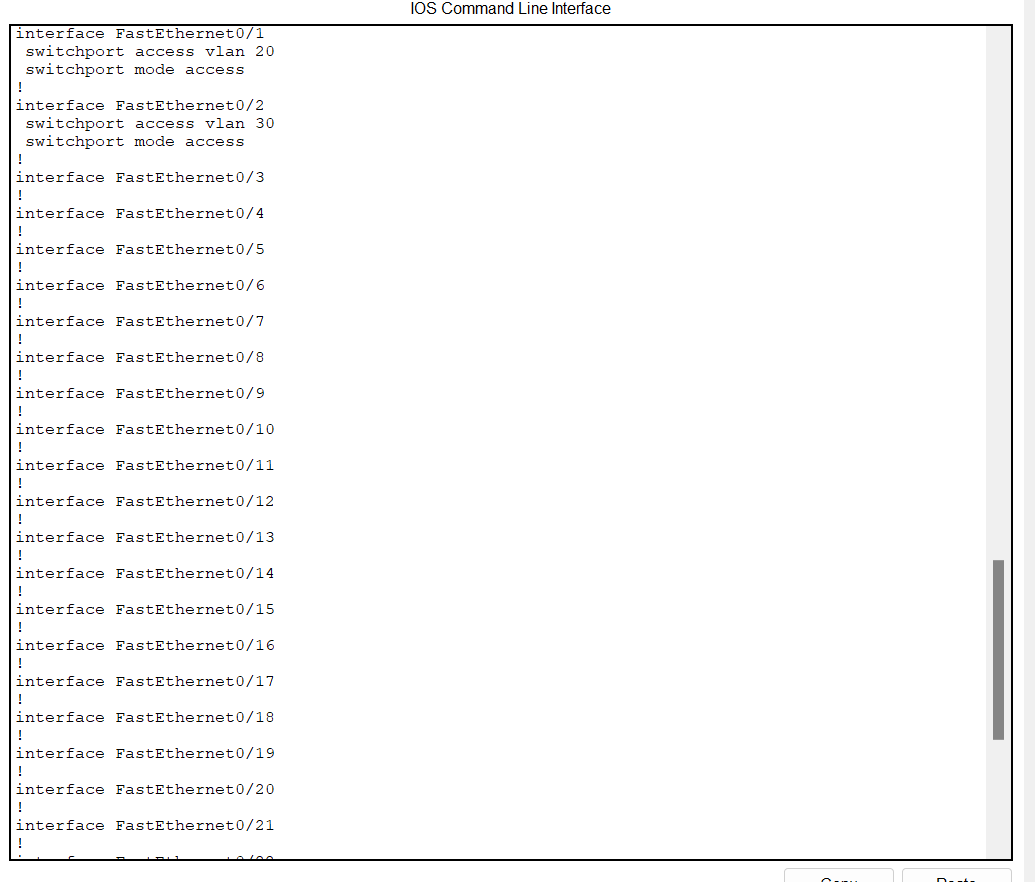 IOS Command Line Interface
interface FastEthernet0/1
 switchport access vlan 20
 switchport mode access
!
interface FastEthernet0/2
 switchport access vlan 30
 switchport mode access
!
interface FastEthernet0/3
!
interface FastEthernet0/4
!
interface FastEthernet0/5
!
interface FastEthernet0/6
!
interface FastEthernet0/7
!
interface FastEthernet0/8
!
interface FastEthernet0/9
!
interface FastEthernet0/10
!
interface FastEthernet0/11
!
interface FastEthernet0/12
!
interface FastEthernet0/13
!
interface FastEthernet0/14
!
interface FastEthernet0/15
!
interface FastEthernet0/16
!
interface FastEthernet0/17
!
interface FastEthernet0/18
!
interface FastEthernet0/19
!
interface FastEthernet0/20
!
interface FastEthernet0/21
!